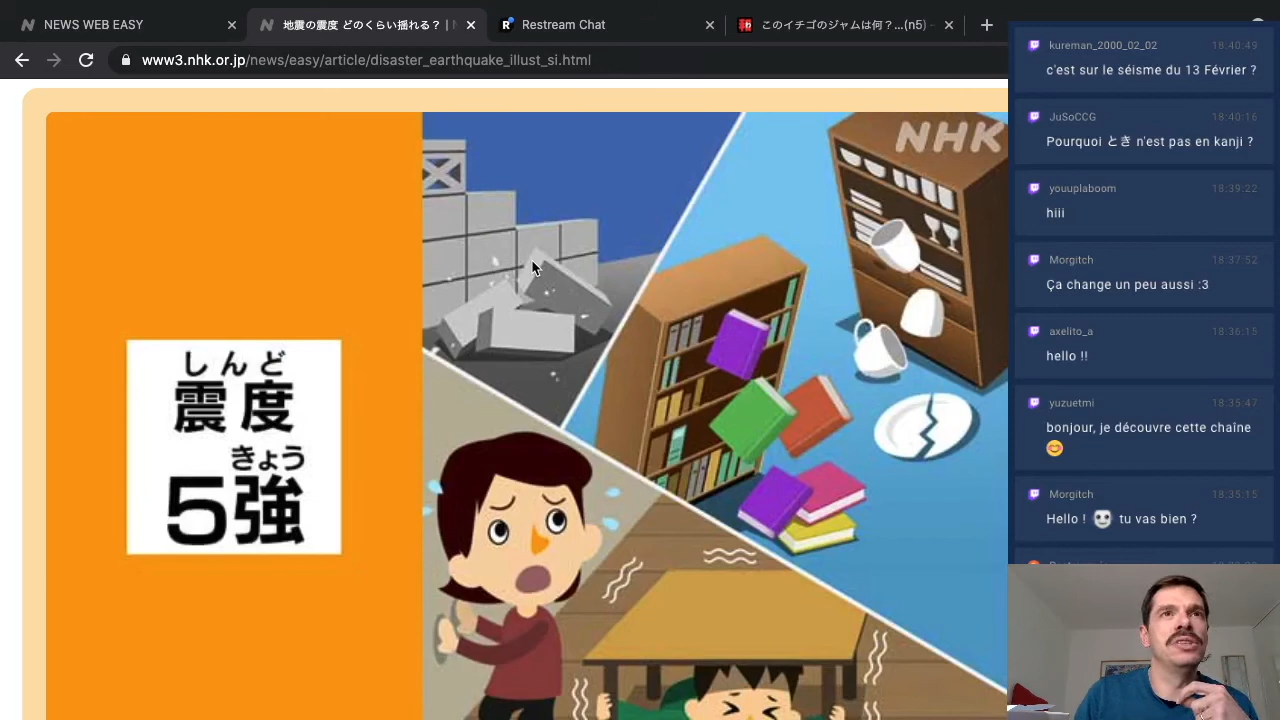 NEWS WEB EASY
地震の震度 どのくらい揺れる？ |
Restream Chat
このイチゴのジャムは何？...(n5) -
www3.nhk.or.jp/news/easy/article/disaster_earthquake_illust_si.html
NHK
しんど
震度
きょう
5強
kureman_2000_02_02 18:40:49
c'est sur le séisme du 13 Février ?
JuSoCCG 18:40:16
Pourquoi とき n'est pas en kanji ?
youuplaboom 18:39:22
hiii
Morgitch 18:37:52
Ça change un peu aussi :3
axelito_a 18:36:15
hello !!
yuzuetmi 18:35:47
bonjour, je découvre cette chaîne
😊
Morgitch 18:35:15
Hello ! tu vas bien ?